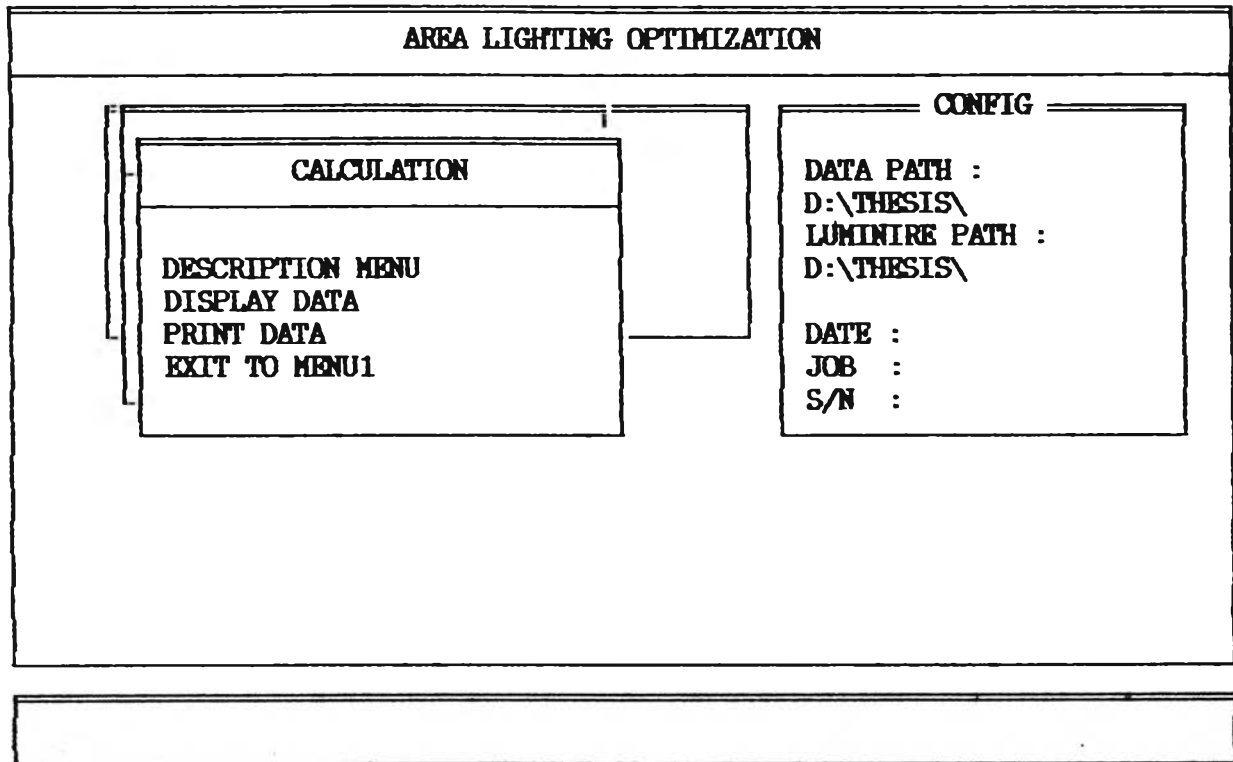 AREA LIGHTING OPTIMIZATION
CALCULATION
DESCRIPTION MENU
DISPLAY DATA
PRINT DATA
EXIT TO MENU1
CONFIG
DATA PATH :
D:\THESIS\
LUMINIRE PATH :
D:\THESIS\
DATE :
JOB :
S/N :